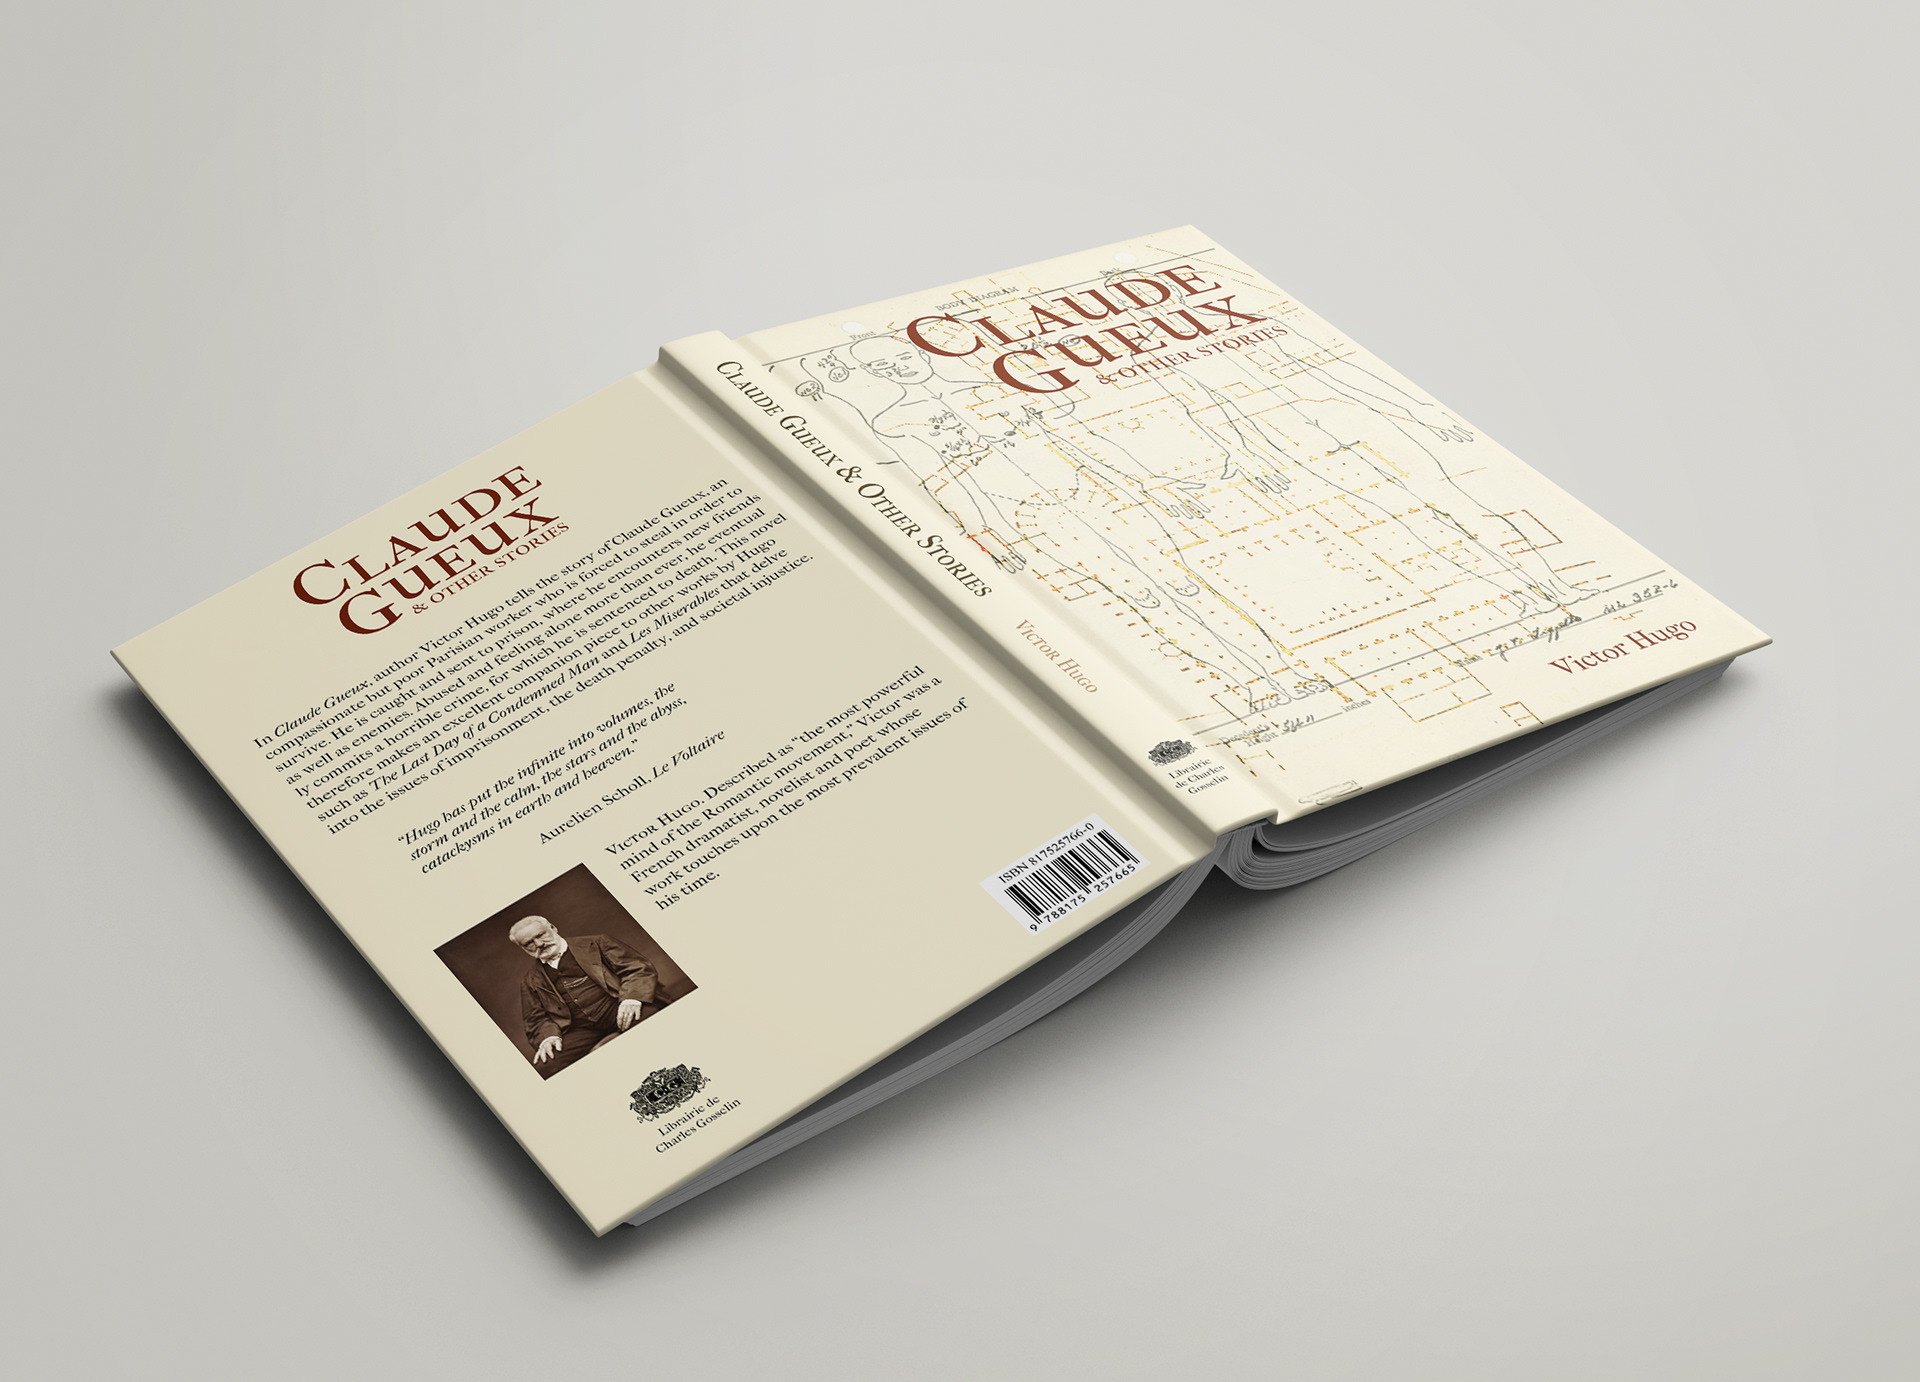 CLAUDE
GUEUX
& OTHER STORIES
In Claude Gueux, author Victor Hugo tells the story of Claude Gueux, an
compassionate but poor Parisian worker who is forced to steal in order to
survive. He is caught and sent to prison, where he encounters new friends
as well as enemies. Abused and feeling alone more than ever, he eventual
ly commits a horrible crime, for which he is sentenced to death. This novel
therefore makes an excellent companion piece to other works by Hugo
such as The Last Day of a Condemned Man and Les Miserables that delve
into the issues of imprisonment, the death penalty, and societal injustice.
“Hugo has put the infinite into volumes, the
storm and the calm, the stars and the abyss,
catackysms in earth and heaven.”
Aurelien Scholl, Le Voltaire
VICTOR HUGO. Described as “the most powerful
mind of the Romantic movement,” Victor was a
French dramatist, novelist and poet whose
work touches upon the most prevalent issues of
his time.
C G
Librairie de
Charles Gosselin
ISBN 817525766-0
9 788175 257665
CLAUDE GUEUX & OTHER STORIES
VICTOR HUGO
Librairie
de Charles
Gosselin
BODY DIAGRAM
Front
Back
CLAUDE
GUEUX
& OTHER STORIES
Victor Hugo
352-6
Height
inches